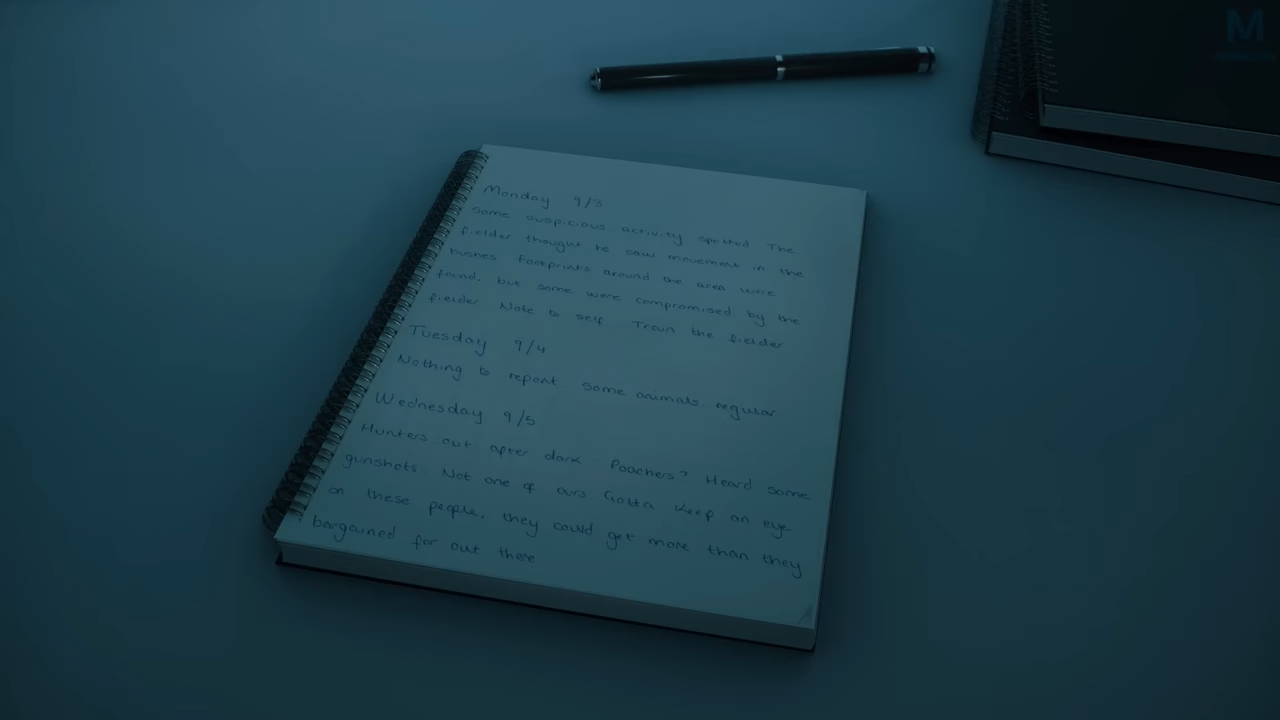 Monday 9/3
Some suspicious activity spotted The
fielder thought he saw movement in the
bushes. Footprints around the area were
found, but some were compromised by the
fielder. Note to self Train the fielder
Tuesday 9/4
Nothing to report. Some animals regular
Wednesday 9/5
Hunters out after dark Poachers? Heard some
gunshots. Not one of ours. Gotta keep an eye
on these people, they could get more than they
bargained for out there
M